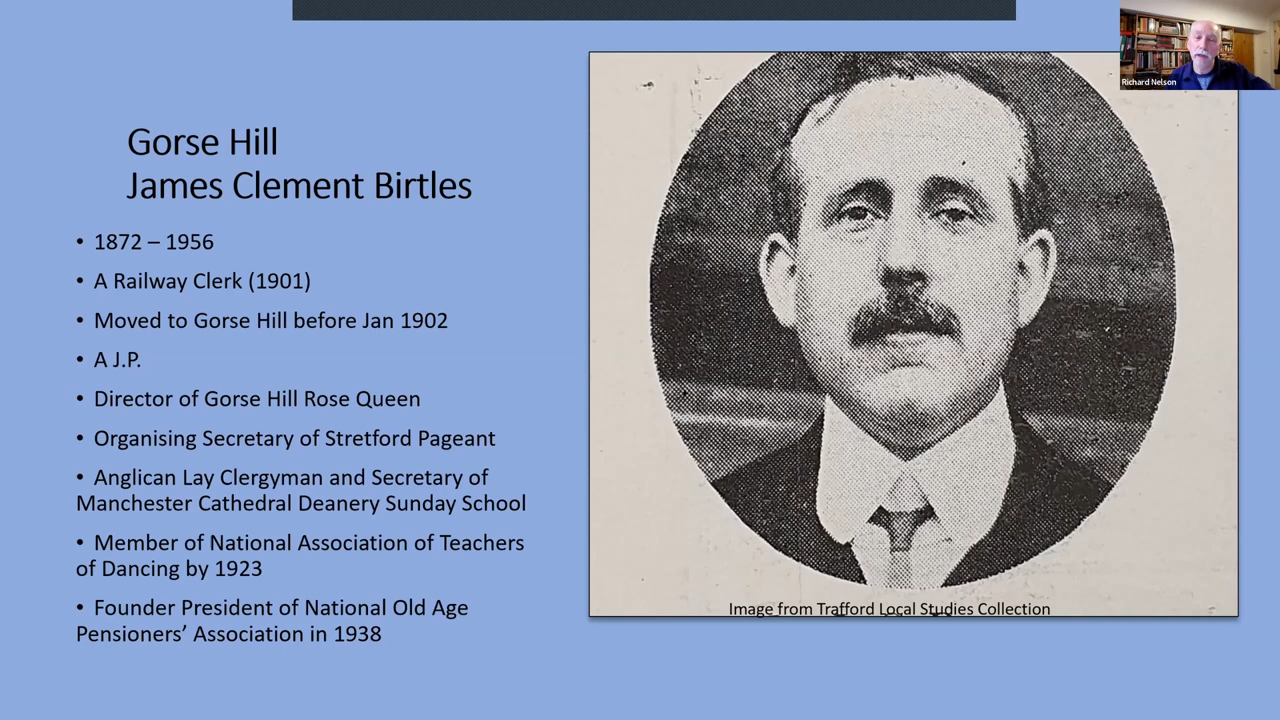 Richard Nelson
Gorse Hill
James Clement Birtles
• 1872 – 1956
• A Railway Clerk (1901)
• Moved to Gorse Hill before Jan 1902
• A J.P.
• Director of Gorse Hill Rose Queen
• Organising Secretary of Stretford Pageant
• Anglican Lay Clergyman and Secretary of
Manchester Cathedral Deanery Sunday School
• Member of National Association of Teachers
of Dancing by 1923
• Founder President of National Old Age
Pensioners’ Association in 1938
Image from Trafford Local Studies Collection